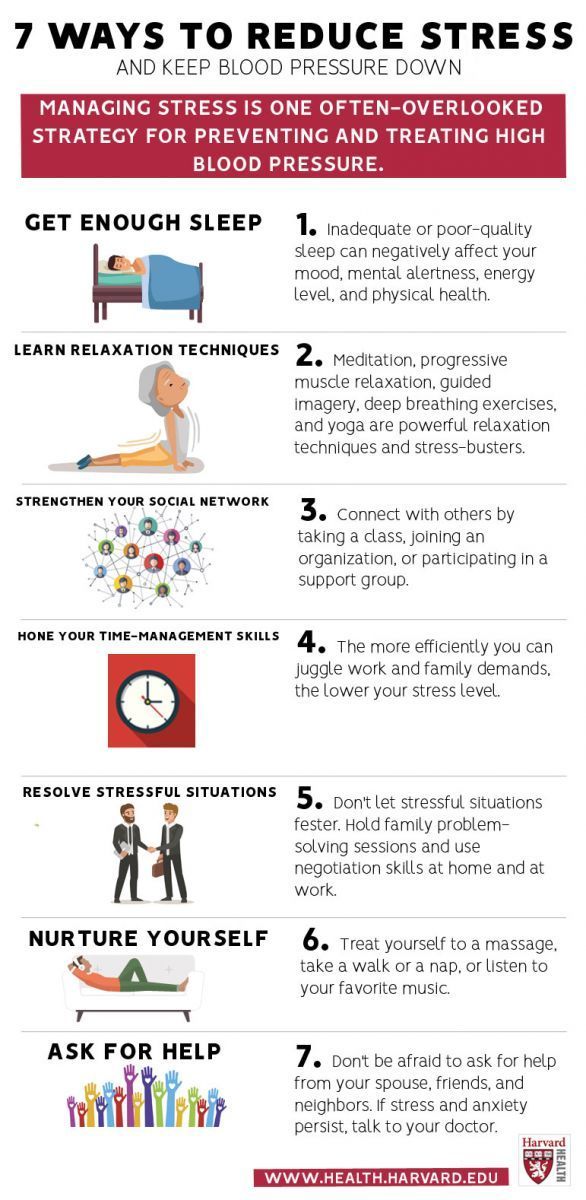 7 WAYS TO REDUCE STRESS
AND KEEP BLOOD PRESSURE DOWN
MANAGING STRESS IS ONE OFTEN-OVERLOOKED
STRATEGY FOR PREVENTING AND TREATING HIGH
BLOOD PRESSURE.
GET ENOUGH SLEEP
1. Inadequate or poor-quality
sleep can negatively affect your
mood, mental alertness, energy
level, and physical health.
LEARN RELAXATION TECHNIQUES
2. Meditation, progressive
muscle relaxation, guided
imagery, deep breathing exercises,
and yoga are powerful relaxation
techniques and stress-busters.
STRENGTHEN YOUR SOCIAL NETWORK
3. Connect with others by
taking a class, joining an
organization, or participating in a
support group.
HONE YOUR TIME-MANAGEMENT SKILLS
4. The more efficiently you can
juggle work and family demands,
the lower your stress level.
RESOLVE STRESSFUL SITUATIONS
5. Don't let stressful situations
fester. Hold family problem-
solving sessions and use
negotiation skills at home and at
work.
NURTURE YOURSELF
6. Treat yourself to a massage,
take a walk or a nap, or listen to
your favorite music.
ASK FOR HELP
7. Don't be afraid to ask for help
from your spouse, friends, and
neighbors. If stress and anxiety
persist, talk to your doctor.
Harvard
HEALTH
WWW.HEALTH.HARVARD.EDU